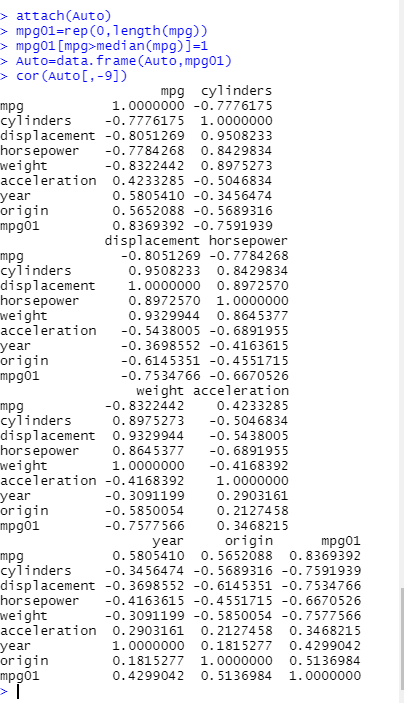 > attach(Auto)
> mpg01=rep(0,length(mpg))
> mpg01[mpg>median(mpg)]=1
> Auto=data.frame(Auto,mpg01)
> cor(Auto[,-9])
                    mpg  cylinders
mpg           1.0000000 -0.7776175
cylinders    -0.7776175  1.0000000
displacement -0.8051269  0.9508233
horsepower   -0.7784268  0.8429834
weight       -0.8322442  0.8975273
acceleration  0.4233285 -0.5046834
year          0.5805410 -0.3456474
origin        0.5652088 -0.5689316
mpg01         0.8369392 -0.7591939
             displacement horsepower
mpg            -0.8051269 -0.7784268
cylinders       0.9508233  0.8429834
displacement    1.0000000  0.8972570
horsepower      0.8972570  1.0000000
weight          0.9329944  0.8645377
acceleration   -0.5438005 -0.6891955
year           -0.3698552 -0.4163615
origin         -0.6145351 -0.4551715
mpg01          -0.7534766 -0.6670526
                 weight acceleration
mpg          -0.8322442    0.4233285
cylinders     0.8975273   -0.5046834
displacement  0.9329944   -0.5438005
horsepower    0.8645377   -0.6891955
weight        1.0000000   -0.4168392
acceleration -0.4168392    1.0000000
year         -0.3091199    0.2903161
origin       -0.5850054    0.2127458
mpg01        -0.7577566    0.3468215
                   year     origin      mpg01
mpg           0.5805410  0.5652088  0.8369392
cylinders    -0.3456474 -0.5689316 -0.7591939
displacement -0.3698552 -0.6145351 -0.7534766
horsepower   -0.4163615 -0.4551715 -0.6670526
weight       -0.3091199 -0.5850054 -0.7577566
acceleration  0.2903161  0.2127458  0.3468215
year          1.0000000  0.1815277  0.4299042
origin        0.1815277  1.0000000  0.5136984
mpg01         0.4299042  0.5136984  1.0000000
>